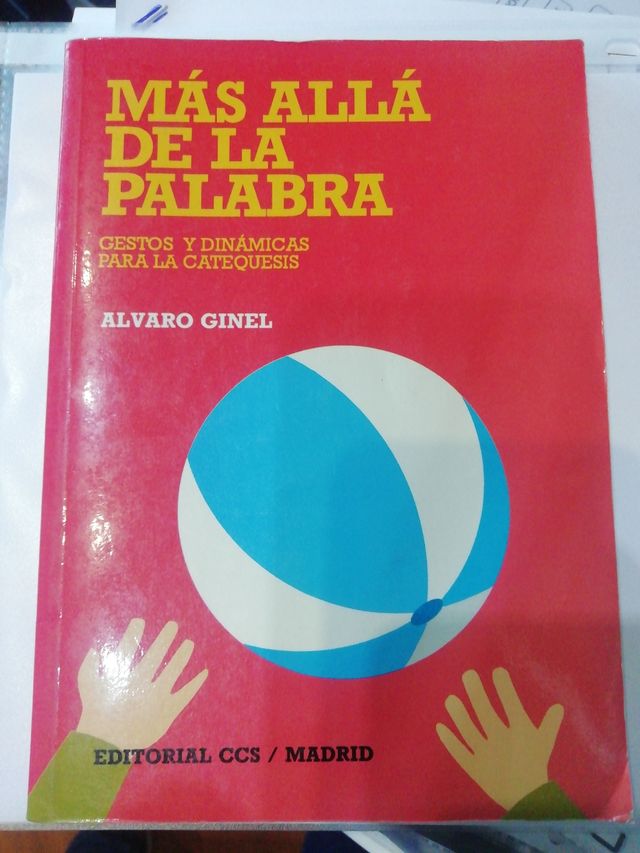 MÁS ALLÁ
DE LA
PALABRA
GESTOS Y DINÁMICAS
PARA LA CATEQUESIS
ALVARO GINEL
EDITORIAL CCS / MADRID